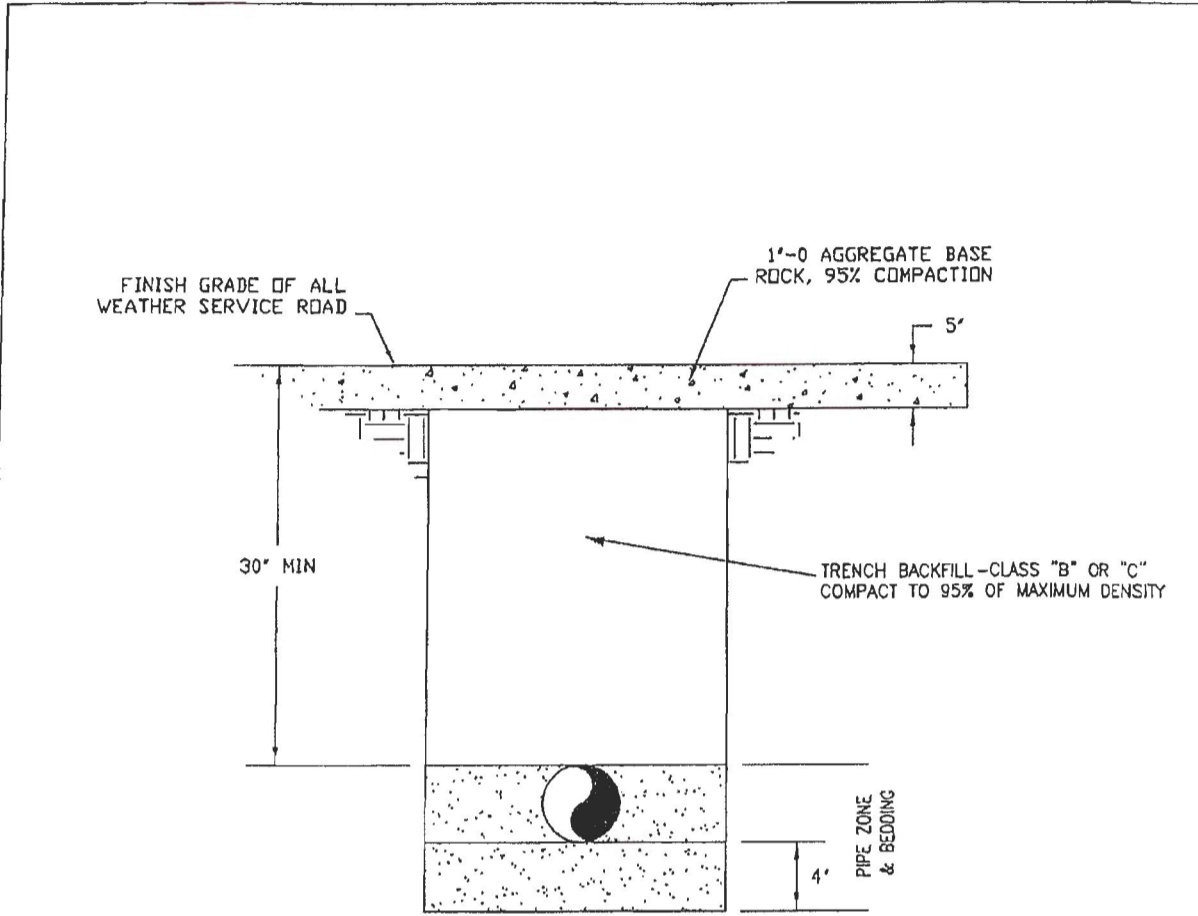 1"-0 AGGREGATE BASE
ROCK, 95% COMPACTION
FINISH GRADE OF ALL
WEATHER SERVICE ROAD
5"
30" MIN
TRENCH BACKFILL-CLASS "B" OR "C"
COMPACT TO 95% OF MAXIMUM DENSITY
PIPE ZONE
& BEDDING
4"